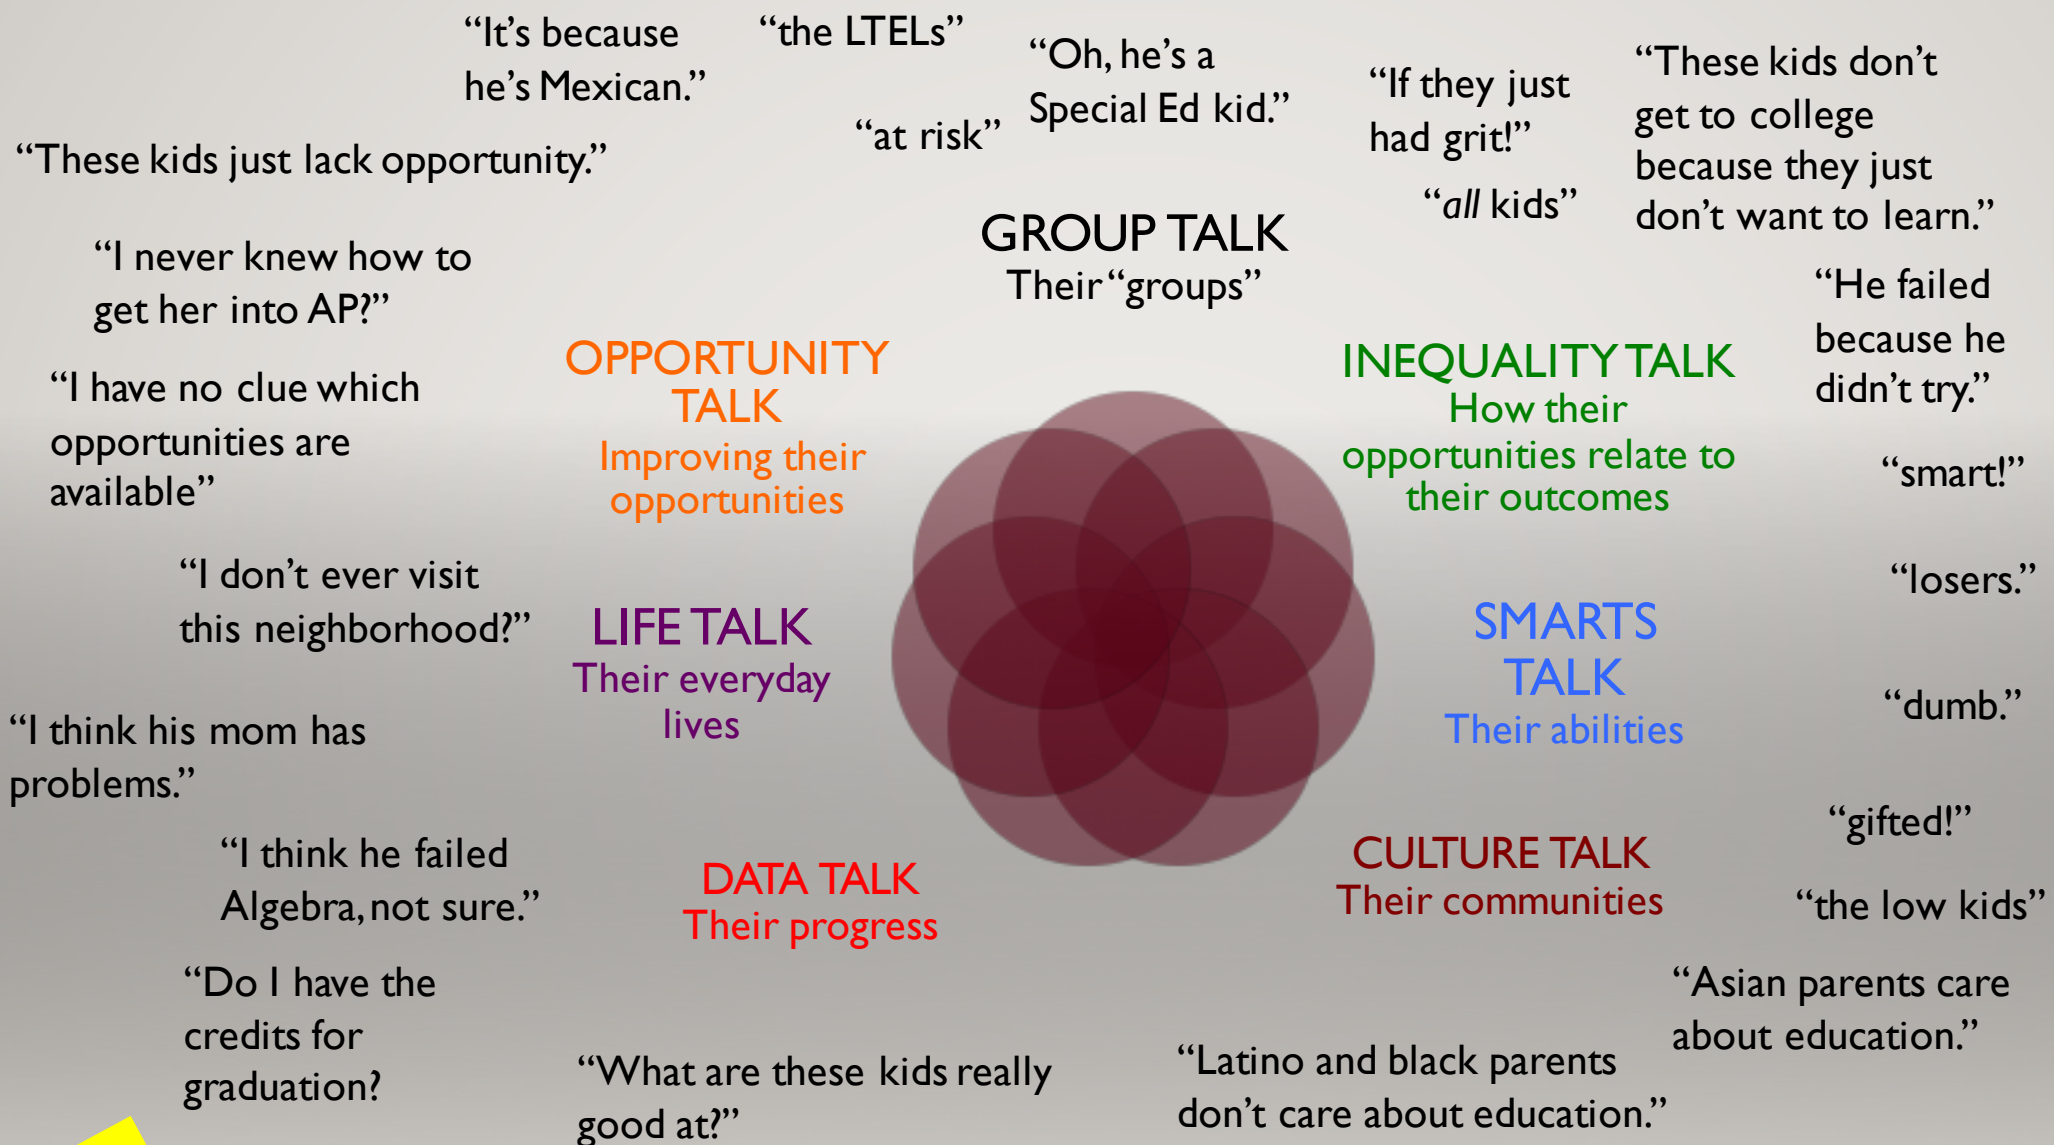 “It’s because
he’s Mexican.”
“the LTELs”
“Oh, he’s a
Special Ed kid.”
“at risk”
“If they just
had grit!”
“all kids”
“These kids don’t
get to college
because they just
don’t want to learn.”
“These kids just lack opportunity.”
GROUP TALK
Their “groups”
“I never knew how to
get her into AP?”
“He failed
because he
didn’t try.”
OPPORTUNITY
TALK
Improving their
opportunities
INEQUALITY TALK
How their
opportunities relate to
their outcomes
“I have no clue which
opportunities are
available”
“smart!”
“I don’t ever visit
this neighborhood?”
“losers.”
LIFE TALK
Their everyday
lives
SMARTS
TALK
Their abilities
“dumb.”
“I think his mom has
problems.”
“gifted!”
“I think he failed
Algebra, not sure.”
DATA TALK
Their progress
CULTURE TALK
Their communities
“the low kids”
“Do I have the
credits for
graduation?
“Asian parents care
about education.”
“What are these kids really
good at?”
“Latino and black parents
don’t care about education.”